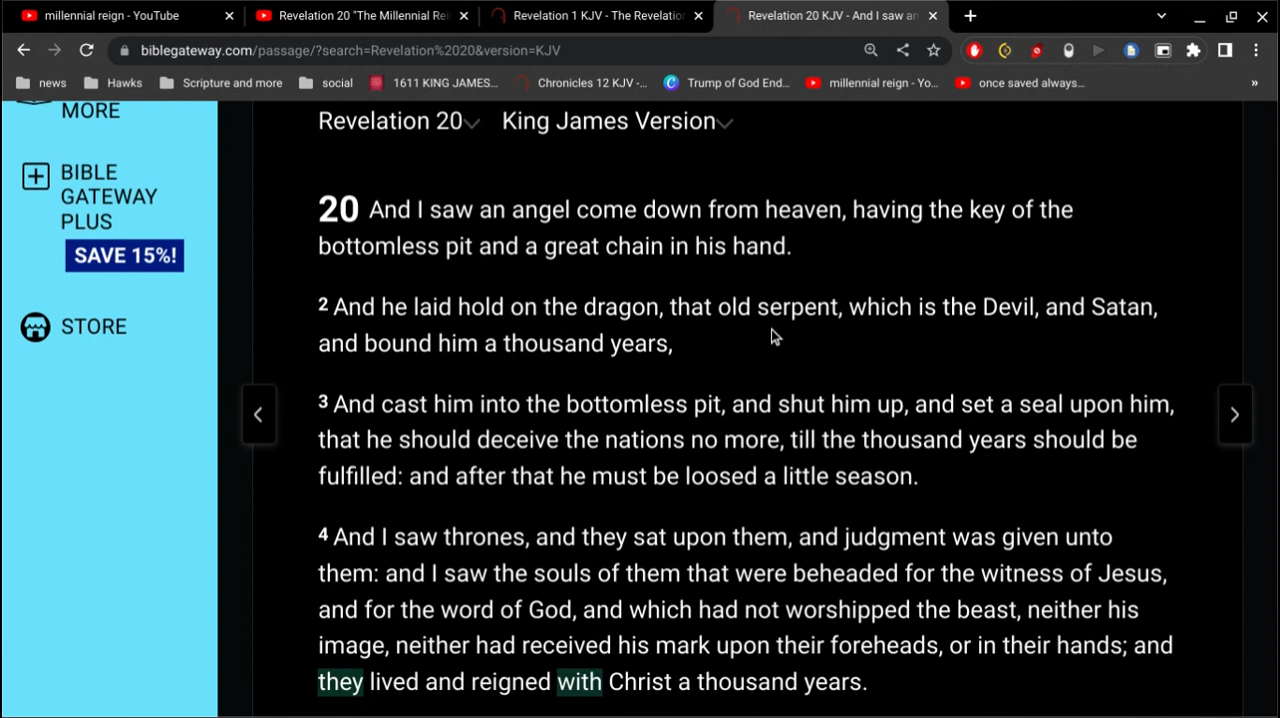 millennial reign - YouTube
Revelation 20 "The Millennial Rei
Revelation 1 KJV - The Revelation
Revelation 20 KJV - And I saw an
biblegateway.com/passage/?search=Revelation%2020&version=KJV
news
Hawks
Scripture and more
social
1611 KING JAMES...
Chronicles 12 KJV -...
Trump of God End...
millennial reign - Yo...
once saved always...
»
MORE
BIBLE
GATEWAY
PLUS
SAVE 15%!
STORE
Revelation 20 King James Version
20 And I saw an angel come down from heaven, having the key of the
bottomless pit and a great chain in his hand.
2 And he laid hold on the dragon, that old serpent, which is the Devil, and Satan,
and bound him a thousand years,
3 And cast him into the bottomless pit, and shut him up, and set a seal upon him,
that he should deceive the nations no more, till the thousand years should be
fulfilled: and after that he must be loosed a little season.
4 And I saw thrones, and they sat upon them, and judgment was given unto
them: and I saw the souls of them that were beheaded for the witness of Jesus,
and for the word of God, and which had not worshipped the beast, neither his
image, neither had received his mark upon their foreheads, or in their hands; and
they lived and reigned with Christ a thousand years.